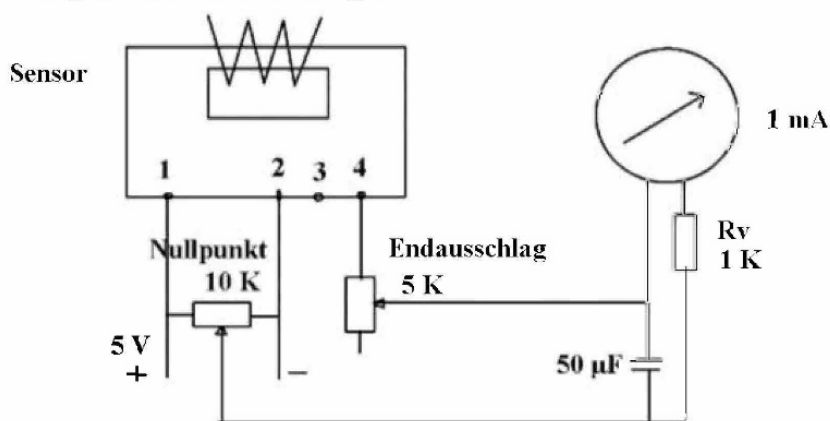 Sensor
1 mA
1 2 3 4
Nullpunkt
10 K
Endausschlag
5 K
Rv
1 K
5 V
+ −
50 µF